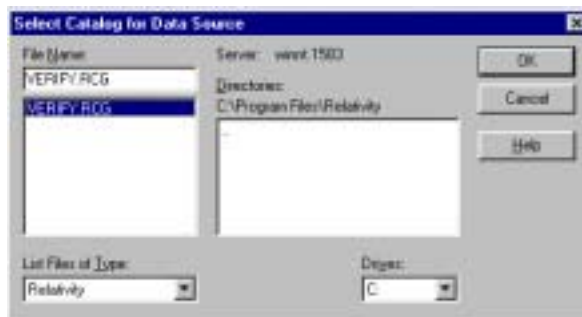 Select Catalog for Data Source
File Name:
VERIFY.RCG
VERIFY.RCG
Server: winnt.1583
Directories:
C:\Program Files\Relativity
..
OK
Cancel
Help
List Files of Type:
Relativity
Drives:
C: